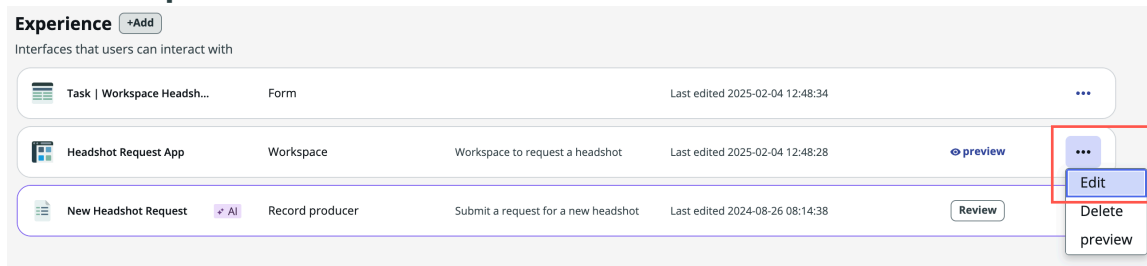 Experience +Add
Interfaces that users can interact with
Task | Workspace Headsh... Form Last edited 2025-02-04 12:48:34
Headshot Request App Workspace Workspace to request a headshot Last edited 2025-02-04 12:48:28 preview
Edit
New Headshot Request AI Record producer Submit a request for a new headshot Last edited 2024-08-26 08:14:38 Review
Delete
preview